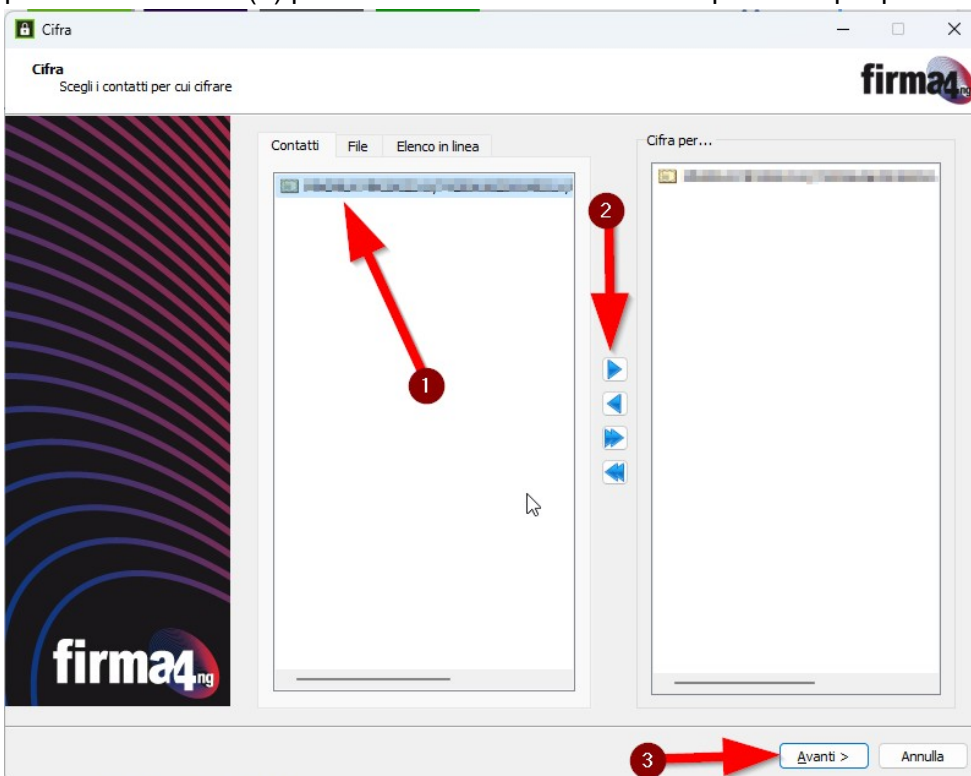 Cifra
Cifra
Scegli i contatti per cui cifrare
firma4ng
Contatti
File
Elenco in linea
Cifra per...
2
1
firma4ng
3
Avanti >
Annulla